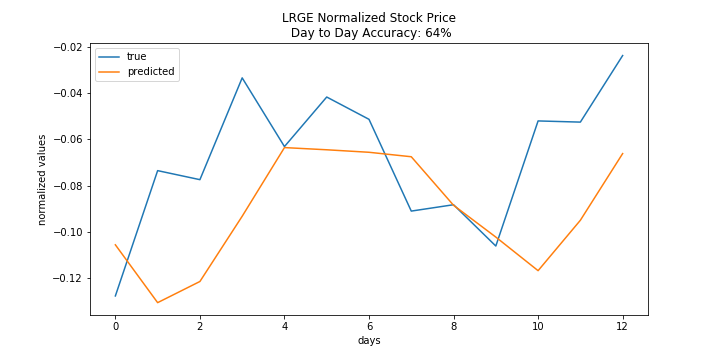 LRGE Normalized Stock Price
Day to Day Accuracy: 64%
true
predicted
normalized values
−0.02
−0.04
−0.06
−0.08
−0.10
−0.12
0
2
4
6
8
10
12
days